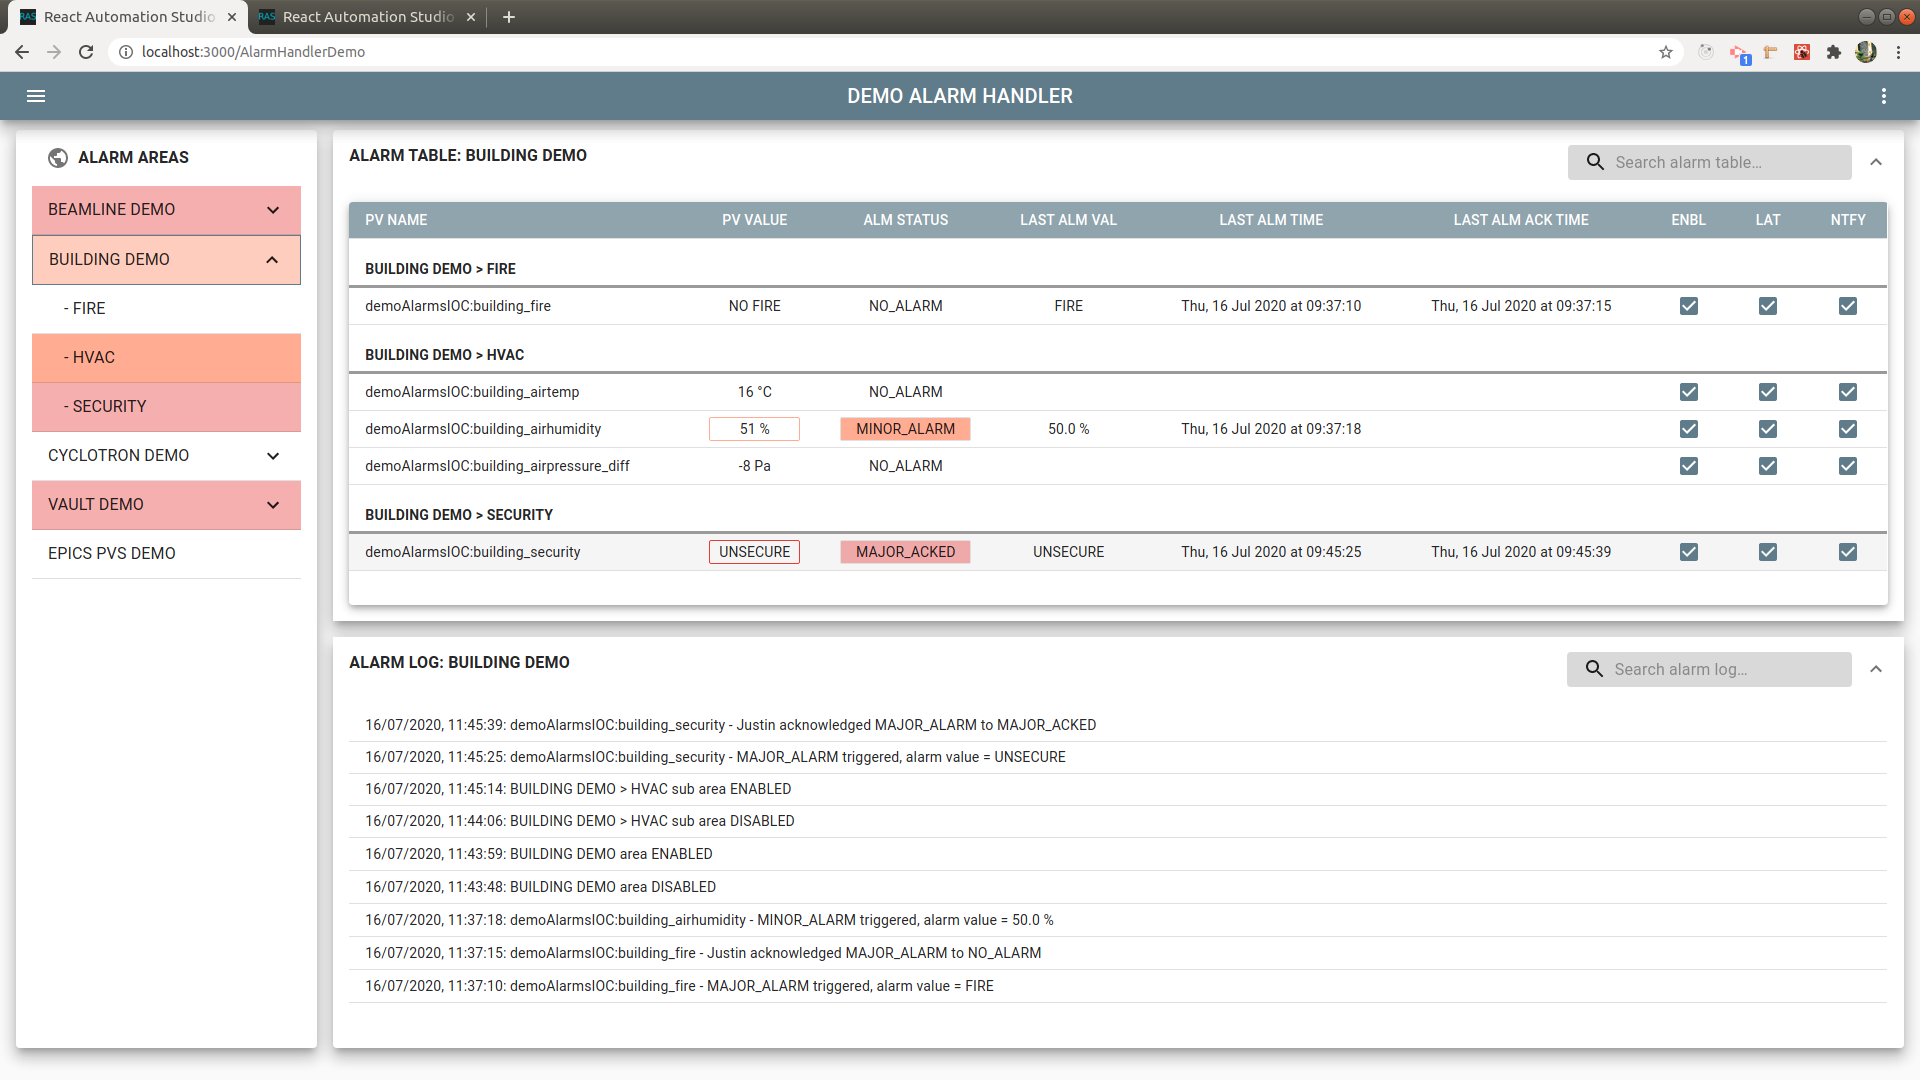 React Automation Studio
React Automation Studio
localhost:3000/AlarmHandlerDemo
1
DEMO ALARM HANDLER
ALARM AREAS
BEAMLINE DEMO
BUILDING DEMO
- FIRE
- HVAC
- SECURITY
CYCLOTRON DEMO
VAULT DEMO
EPICS PVS DEMO
ALARM TABLE: BUILDING DEMO
Search alarm table...
PV NAME PV VALUE ALM STATUS LAST ALM VAL LAST ALM TIME LAST ALM ACK TIME ENBL LAT NTFY
BUILDING DEMO > FIRE
demoAlarmsIOC:building_fire NO FIRE NO_ALARM FIRE Thu, 16 Jul 2020 at 09:37:10 Thu, 16 Jul 2020 at 09:37:15
BUILDING DEMO > HVAC
demoAlarmsIOC:building_airtemp 16 °C NO_ALARM
demoAlarmsIOC:building_airhumidity 51 % MINOR_ALARM 50.0 % Thu, 16 Jul 2020 at 09:37:18
demoAlarmsIOC:building_airpressure_diff -8 Pa NO_ALARM
BUILDING DEMO > SECURITY
demoAlarmsIOC:building_security UNSECURE MAJOR_ACKED UNSECURE Thu, 16 Jul 2020 at 09:45:25 Thu, 16 Jul 2020 at 09:45:39
ALARM LOG: BUILDING DEMO
Search alarm log...
16/07/2020, 11:45:39: demoAlarmsIOC:building_security - Justin acknowledged MAJOR_ALARM to MAJOR_ACKED
16/07/2020, 11:45:25: demoAlarmsIOC:building_security - MAJOR_ALARM triggered, alarm value = UNSECURE
16/07/2020, 11:45:14: BUILDING DEMO > HVAC sub area ENABLED
16/07/2020, 11:44:06: BUILDING DEMO > HVAC sub area DISABLED
16/07/2020, 11:43:59: BUILDING DEMO area ENABLED
16/07/2020, 11:43:48: BUILDING DEMO area DISABLED
16/07/2020, 11:37:18: demoAlarmsIOC:building_airhumidity - MINOR_ALARM triggered, alarm value = 50.0 %
16/07/2020, 11:37:15: demoAlarmsIOC:building_fire - Justin acknowledged MAJOR_ALARM to NO_ALARM
16/07/2020, 11:37:10: demoAlarmsIOC:building_fire - MAJOR_ALARM triggered, alarm value = FIRE